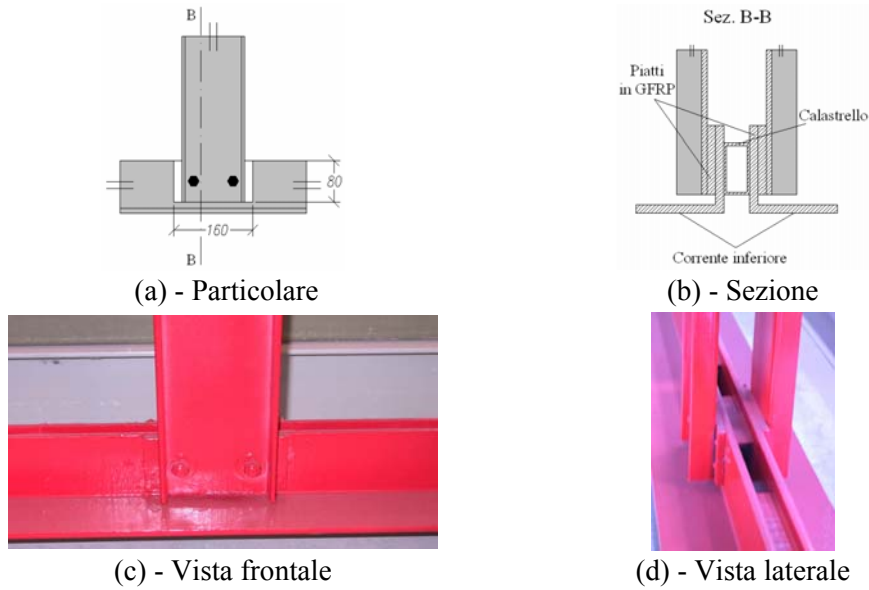 B
80
160
B
(a) - Particolare
Sez. B-B
Piatti
in GFRP
Calastrello
Corrente inferiore
(b) - Sezione
(c) - Vista frontale
(d) - Vista laterale